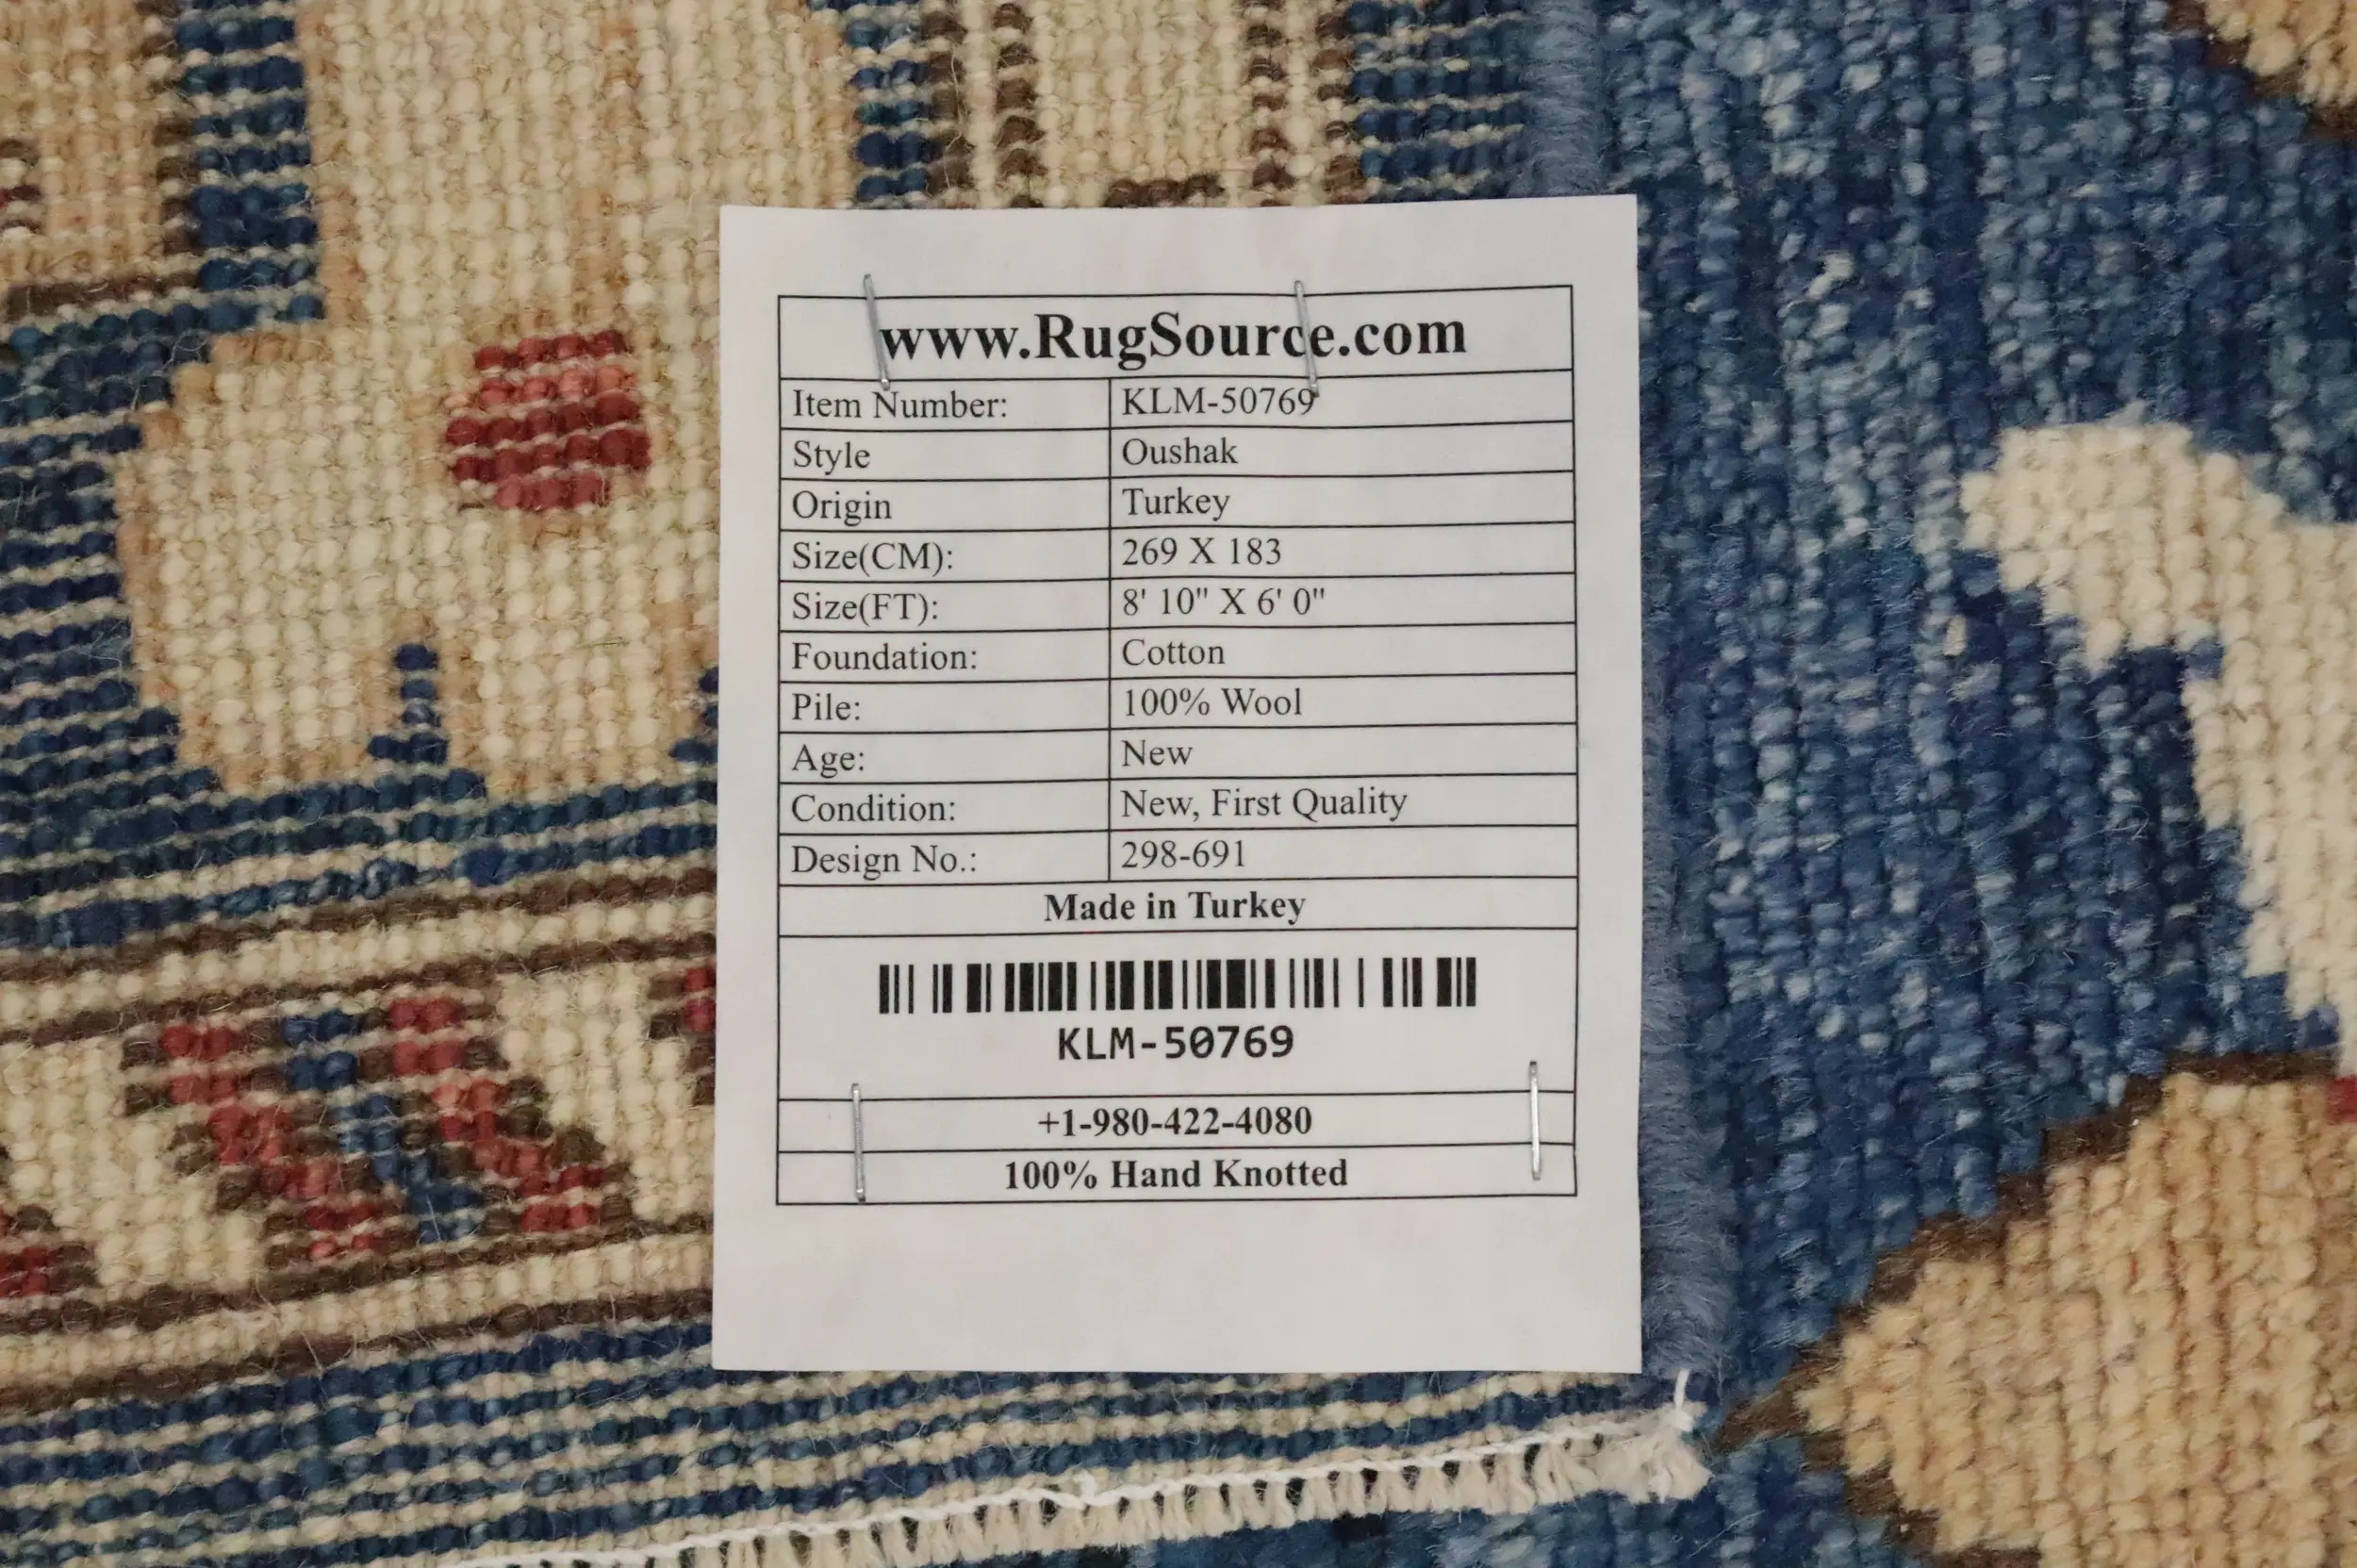 www.RugSource.com
Item Number: KLM-50769
Style Oushak
Origin Turkey
Size(CM): 269 X 183
Size(FT): 8' 10" X 6' 0"
Foundation: Cotton
Pile: 100% Wool
Age: New
Condition: New, First Quality
Design No.: 298-691
Made in Turkey
KLM-50769
+1-980-422-4080
100% Hand Knotted